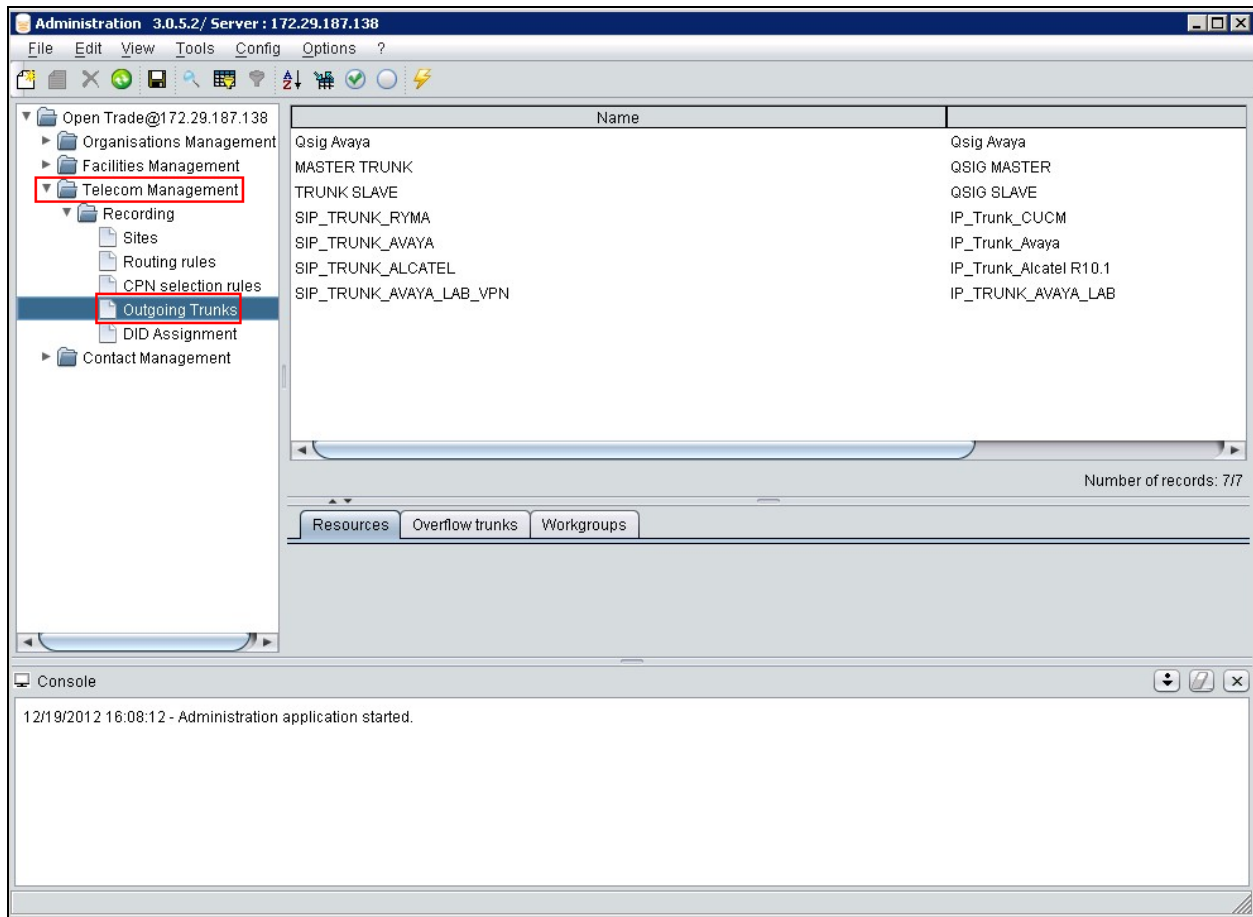 Administration 3.0.5.2/ Server : 172.29.187.138
File Edit View Tools Config Options ?
Open Trade@172.29.187.138
Organisations Management
Facilities Management
Telecom Management
Recording
Sites
Routing rules
CPN selection rules
Outgoing Trunks
DID Assignment
Contact Management
Name
Qsig Avaya Qsig Avaya
MASTER TRUNK QSIG MASTER
TRUNK SLAVE QSIG SLAVE
SIP_TRUNK_RYMA IP_Trunk_CUCM
SIP_TRUNK_AVAYA IP_Trunk_Avaya
SIP_TRUNK_ALCATEL IP_Trunk_Alcatel R10.1
SIP_TRUNK_AVAYA_LAB_VPN IP_TRUNK_AVAYA_LAB
Number of records: 7/7
Resources Overflow trunks Workgroups
Console
12/19/2012 16:08:12 - Administration application started.